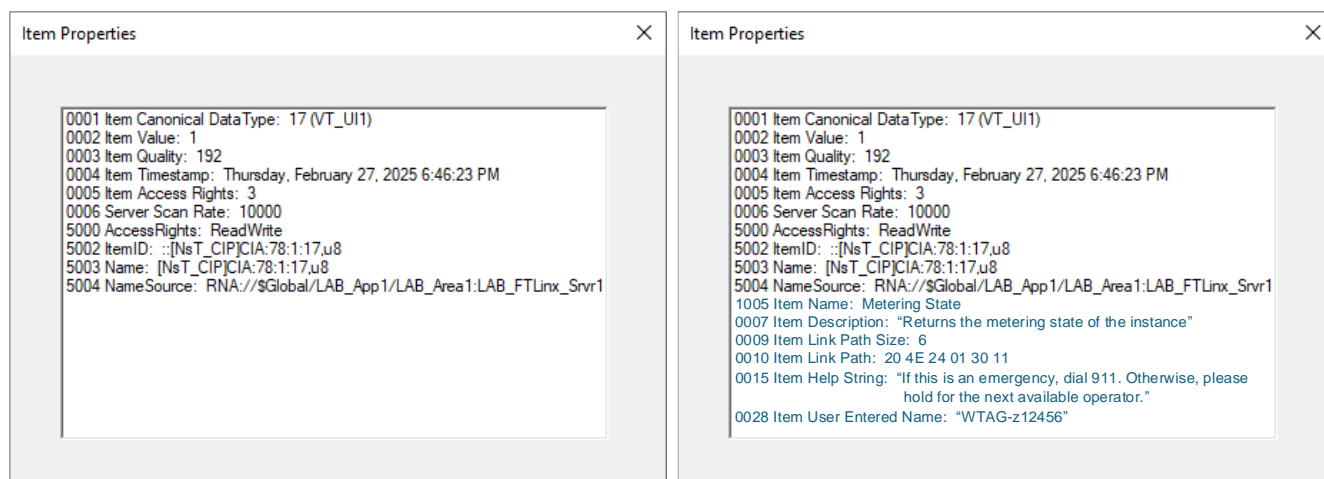 Item Properties
0001 Item Canonical DataType: 17 (VT_UI1)
0002 Item Value: 1
0003 Item Quality: 192
0004 Item Timestamp: Thursday, February 27, 2025 6:46:23 PM
0005 Item Access Rights: 3
0006 Server Scan Rate: 10000
5000 AccessRights: ReadWrite
5002 ItemID: ::[NsT_CIP]CIA:78:1:17,u8
5003 Name: [NsT_CIP]CIA:78:1:17,u8
5004 NameSource: RNA://$Global/LAB_App1/LAB_Area1:LAB_FTLinx_Srvr1
Item Properties
0001 Item Canonical DataType: 17 (VT_UI1)
0002 Item Value: 1
0003 Item Quality: 192
0004 Item Timestamp: Thursday, February 27, 2025 6:46:23 PM
0005 Item Access Rights: 3
0006 Server Scan Rate: 10000
5000 AccessRights: ReadWrite
5002 ItemID: ::[NsT_CIP]CIA:78:1:17,u8
5003 Name: [NsT_CIP]CIA:78:1:17,u8
5004 NameSource: RNA://$Global/LAB_App1/LAB_Area1:LAB_FTLinx_Srvr1
1005 Item Name: Metering State
0007 Item Description: “Returns the metering state of the instance”
0009 Item Link Path Size: 6
0010 Item Link Path: 20 4E 24 01 30 11
0015 Item Help String: “If this is an emergency, dial 911. Otherwise, please
hold for the next available operator.”
0028 Item User Entered Name: “WTAG-z12456”